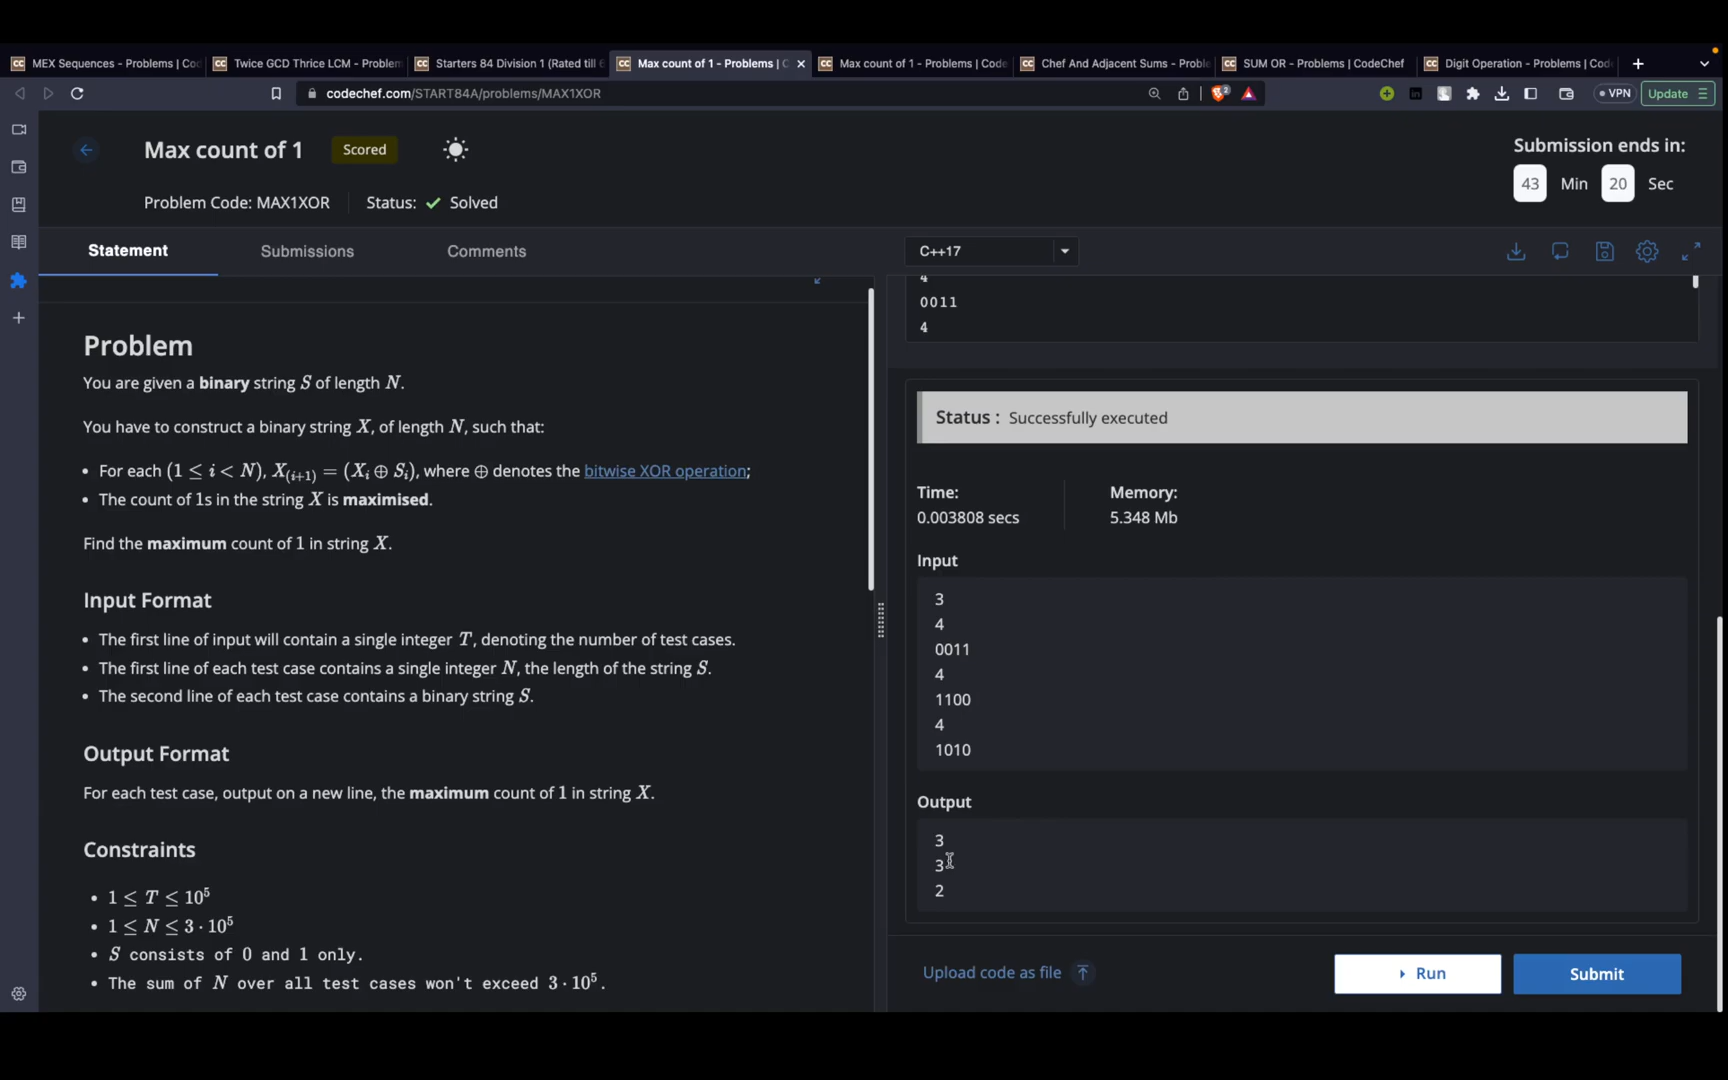 MEX Sequences - Problems | Coc
Twice GCD Thrice LCM - Problem
Starters 84 Division 1 (Rated till 6
Max count of 1 - Problems | C
Max count of 1 - Problems | Code
Chef And Adjacent Sums - Proble
SUM OR - Problems | CodeChef
Digit Operation - Problems | Code
codechef.com/START84A/problems/MAX1XOR
2
VPN
Update
Max count of 1
Scored
Submission ends in:
43 Min 20 Sec
Problem Code: MAX1XOR
Status: ✓ Solved
Statement
Submissions
Comments
C++17
4
0011
4
Problem
You are given a binary string S of length N.
You have to construct a binary string X, of length N, such that:
• For each (1 ≤ i < N), X(i+1) = (Xi ⊕ Si), where ⊕ denotes the bitwise XOR operation;
• The count of 1s in the string X is maximised.
Find the maximum count of 1 in string X.
Input Format
• The first line of input will contain a single integer T, denoting the number of test cases.
• The first line of each test case contains a single integer N, the length of the string S.
• The second line of each test case contains a binary string S.
Output Format
For each test case, output on a new line, the maximum count of 1 in string X.
Constraints
• 1 ≤ T ≤ 10⁵
• 1 ≤ N ≤ 3 · 10⁵
• S consists of 0 and 1 only.
• The sum of N over all test cases won't exceed 3 · 10⁵.
Status : Successfully executed
Time:
0.003808 secs
Memory:
5.348 Mb
Input
3
4
0011
4
1100
4
1010
Output
3
3
2
Upload code as file
Run
Submit